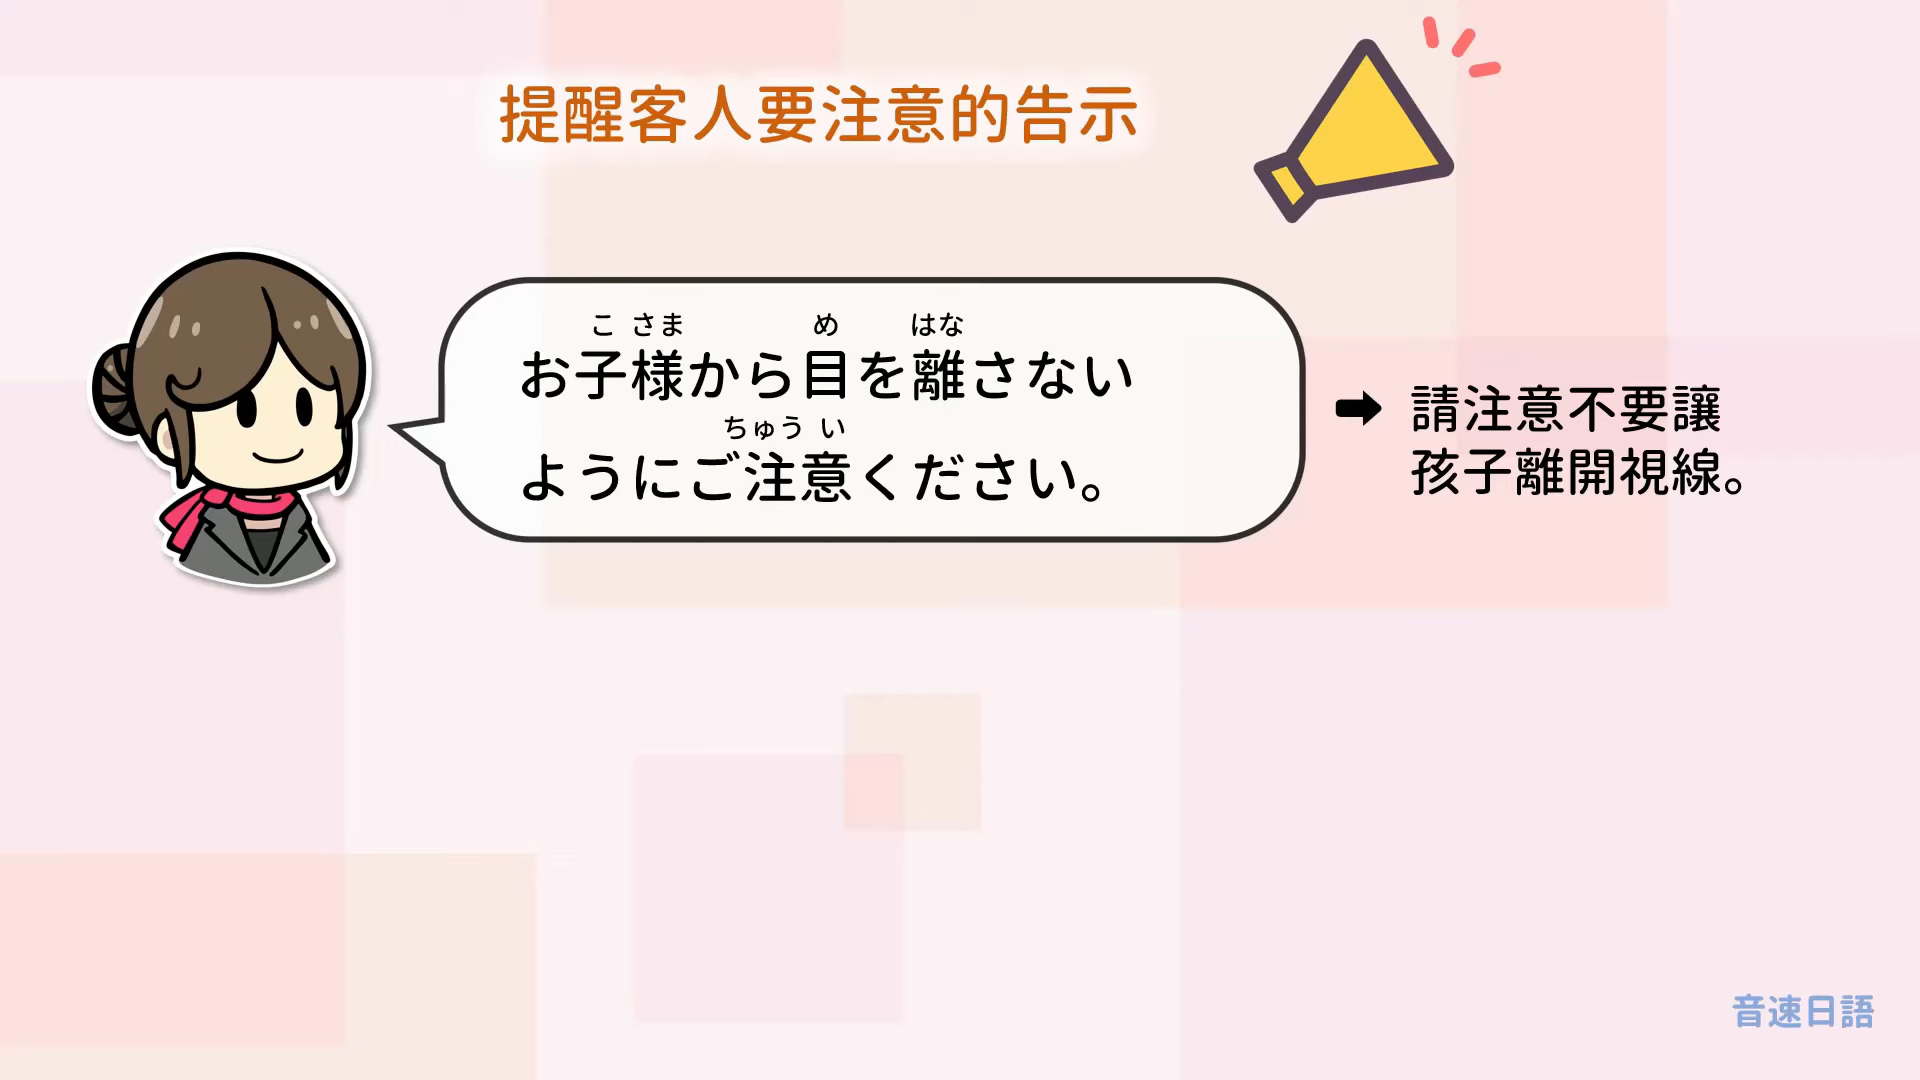 提醒客人要注意的告示
こ さま め はな
お子様から目を離さない
ちゅう い
ようにご注意ください。
請注意不要讓
孩子離開視線。
音速日語